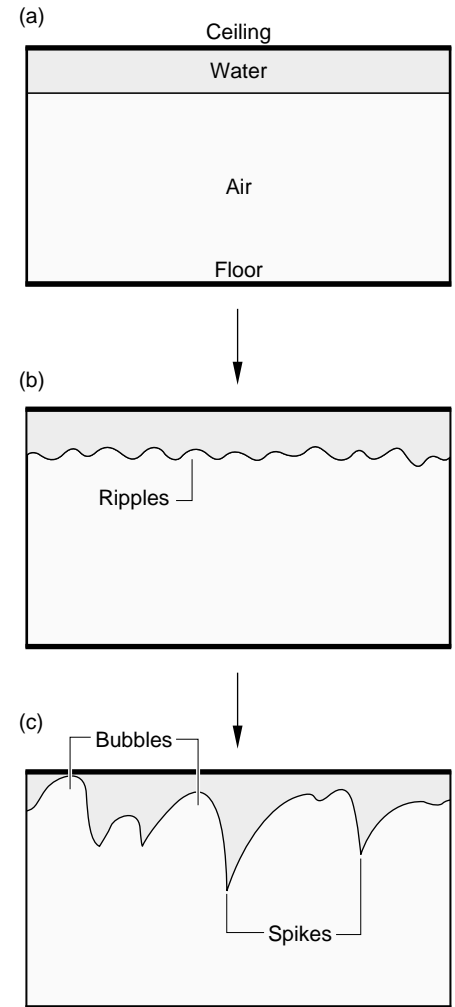 (a)
Ceiling
Water
Air
Floor
(b)
Ripples
(c)
Bubbles
Spikes